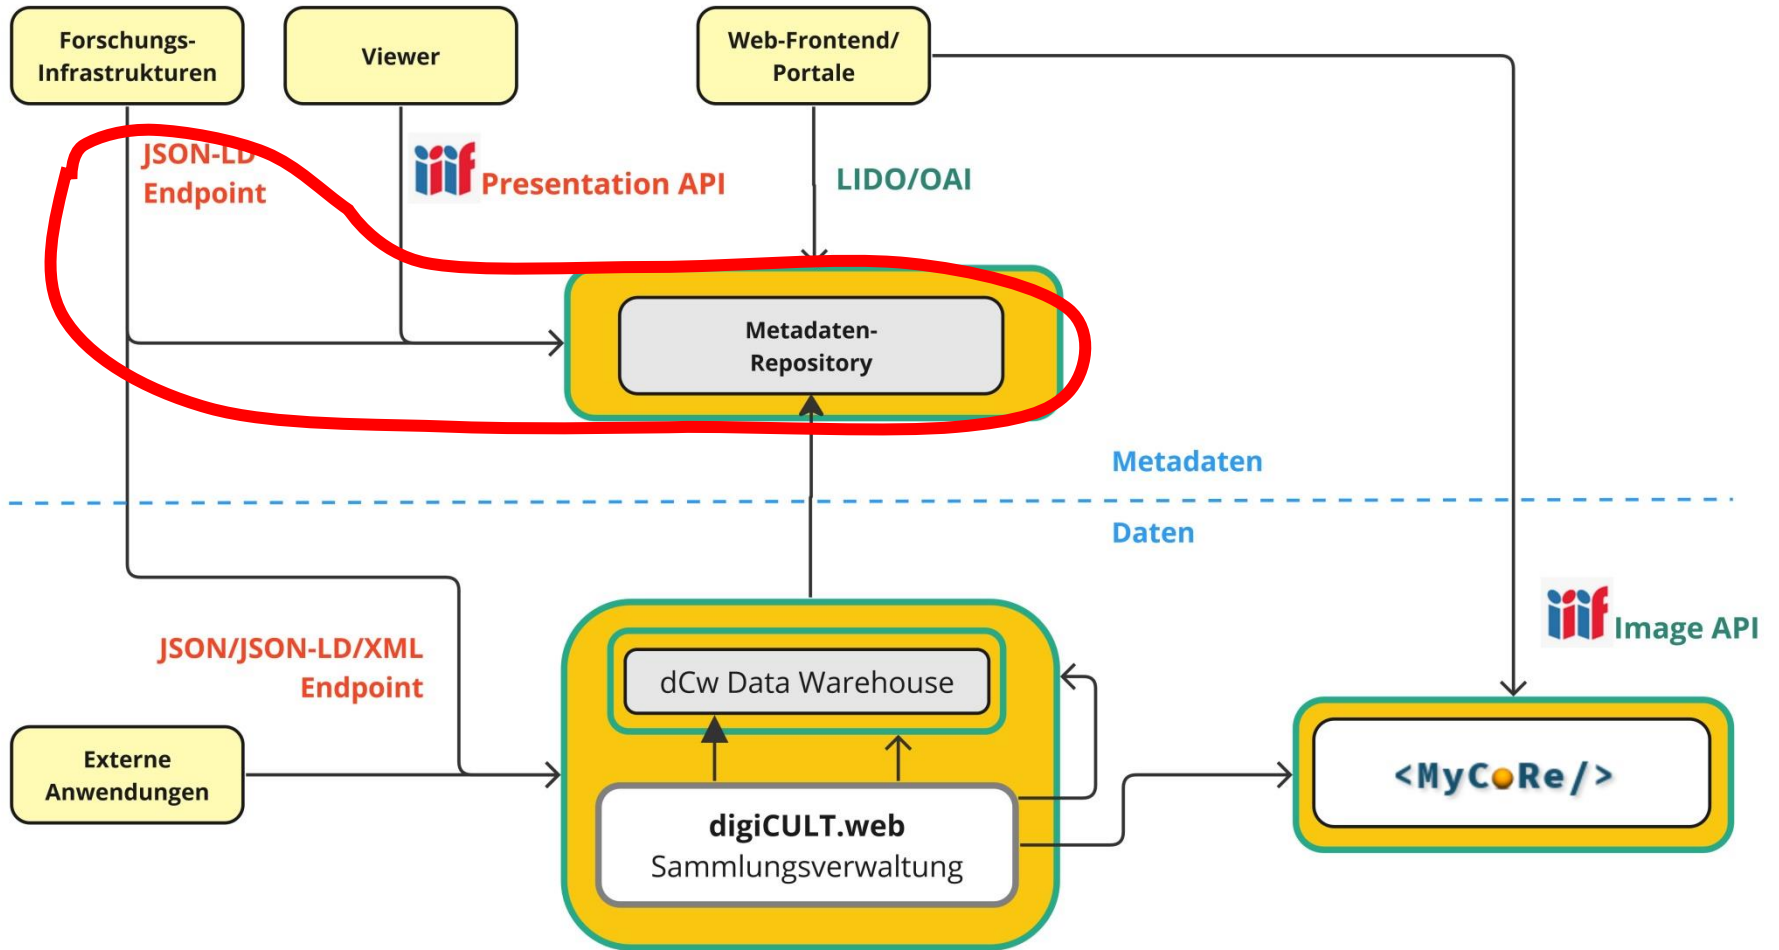 Forschungs-
Infrastrukturen
Viewer
Web-Frontend/
Portale
JSON-LD
Endpoint
iiif Presentation API
LIDO/OAI
Metadaten-
Repository
Metadaten
Daten
iiif Image API
JSON/JSON-LD/XML
Endpoint
dCw Data Warehouse
Externe
Anwendungen
digiCULT.web
Sammlungsverwaltung
<MyCoRe/>